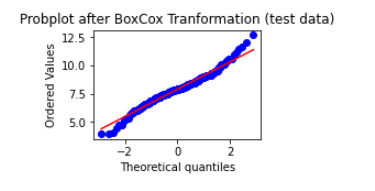 Probplot after BoxCox Tranformation (test data)
12.5
10.0
7.5
5.0
Ordered Values
−2
0
2
Theoretical quantiles